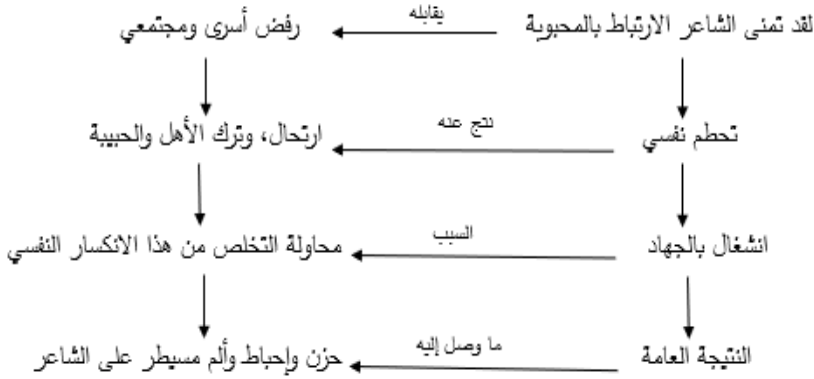 لقد تمنى الشاعر الارتباط بالمحبوبة يقابله رفض أسرى ومجتمعي
تحطم نفسي نتج عنه ارتحال، وترك الأهل والحبيبة
انشغال بالجهاد السبب محاولة التخلص من هذا الانكسار النفسي
النتيجة العامة ما وصل إليه حزن وإحباط وألم مسيطر على الشاعر